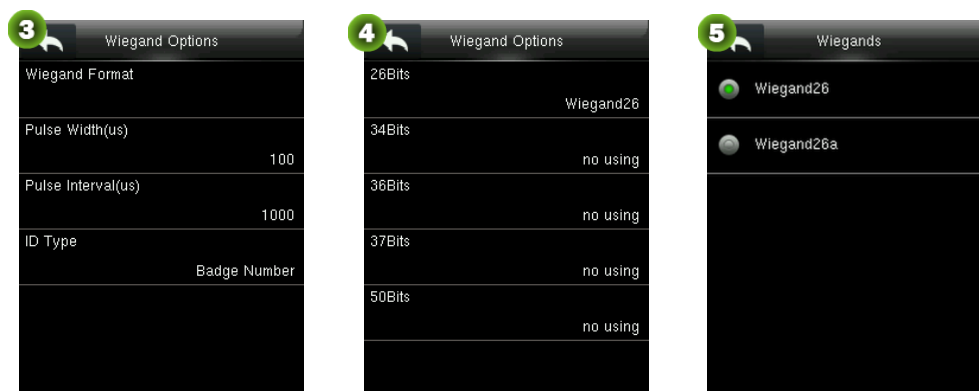 3
Wiegand Options
Wiegand Format
Pulse Width(us)
100
Pulse Interval(us)
1000
ID Type
Badge Number
4
Wiegand Options
26Bits
Wiegand26
34Bits
no using
36Bits
no using
37Bits
no using
50Bits
no using
5
Wiegands
Wiegand26
Wiegand26a